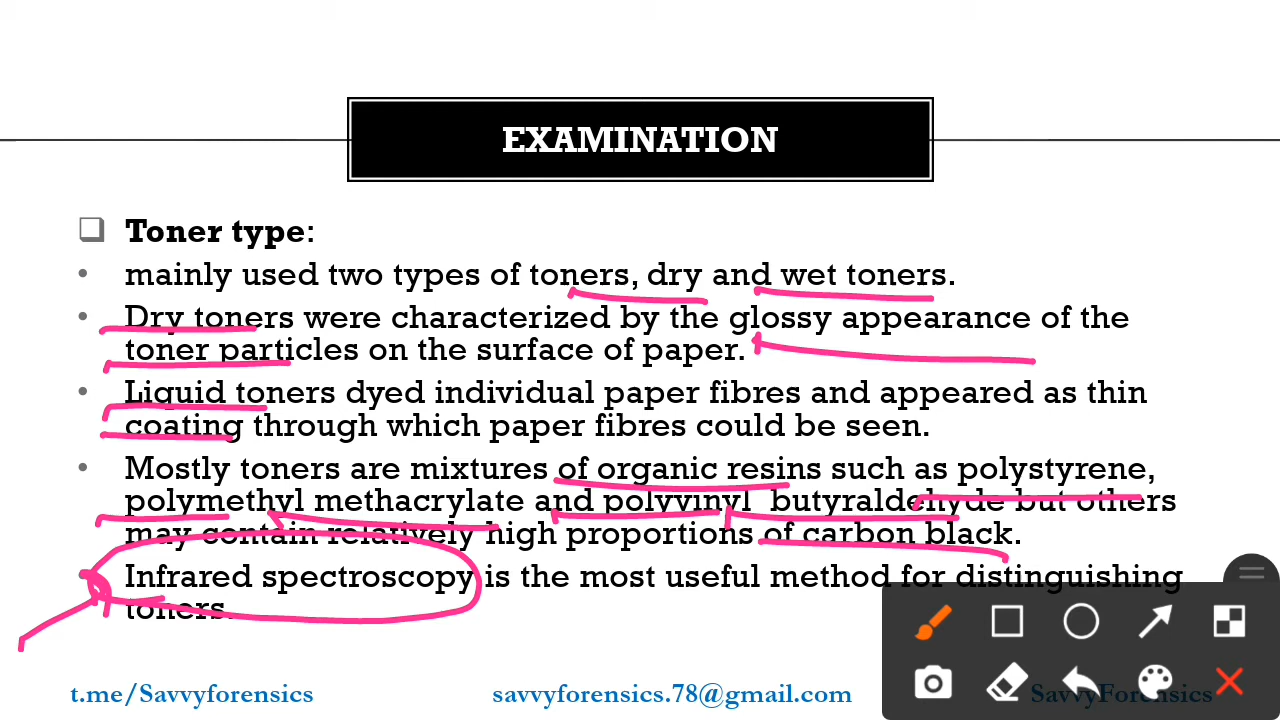 EXAMINATION
Toner type:
mainly used two types of toners, dry and wet toners.
Dry toners were characterized by the glossy appearance of the
toner particles on the surface of paper.
Liquid toners dyed individual paper fibres and appeared as thin
coating through which paper fibres could be seen.
Mostly toners are mixtures of organic resins such as polystyrene,
polymethyl methacrylate and polyvinyl butyraldehyde but others
may contain relatively high proportions of carbon black.
Infrared spectroscopy is the most useful method for distinguishing
toners.
t.me/Savvyforensics savvyforensics.78@gmail.com SavvyForensics